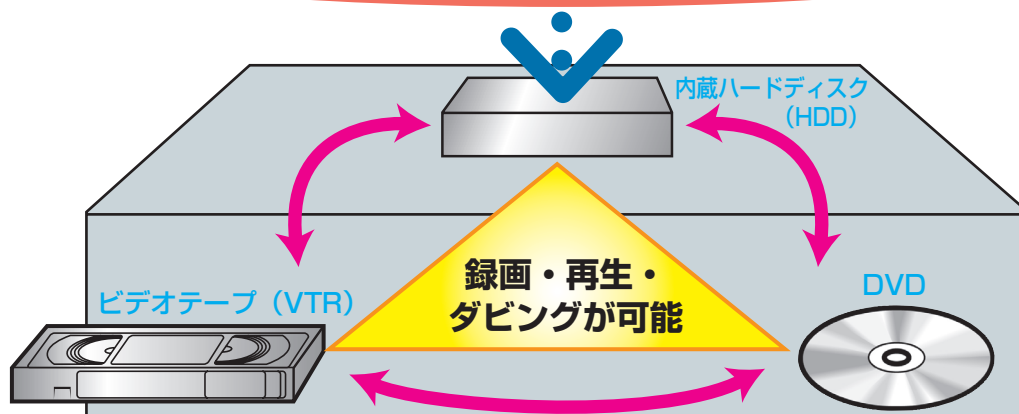 内蔵ハードディスク
（HDD）
録画・再生・
ダビングが可能
ビデオテープ（VTR）
DVD